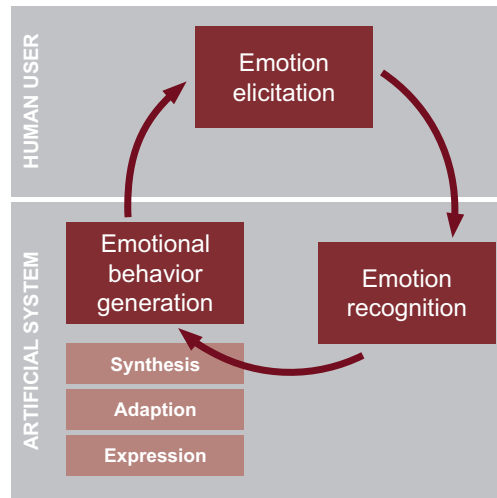 HUMAN USER
Emotion
elicitation
ARTIFICIAL SYSTEM
Emotional
behavior
generation
Emotion
recognition
Synthesis
Adaption
Expression